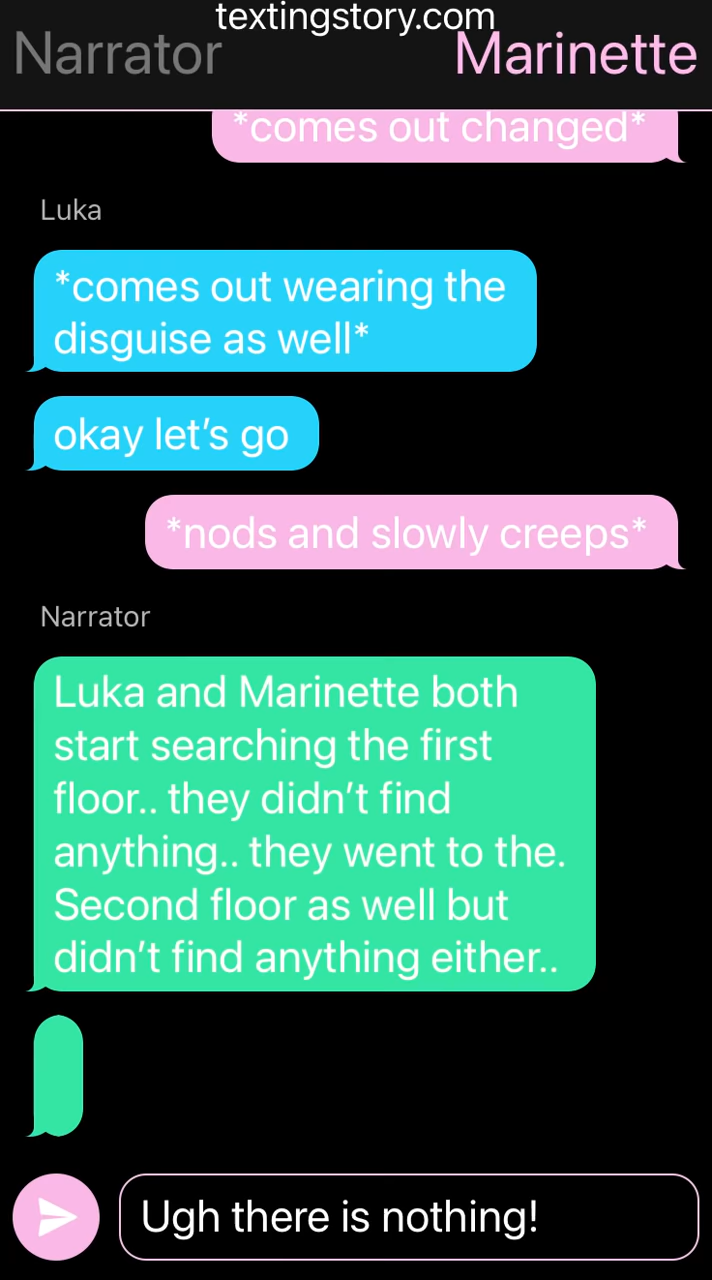 textingstory.com
Narrator Marinette
*comes out changed*
Luka
*comes out wearing the
disguise as well*
okay let’s go
*nods and slowly creeps*
Narrator
Luka and Marinette both
start searching the first
floor.. they didn’t find
anything.. they went to the.
Second floor as well but
didn’t find anything either..
Ugh there is nothing!